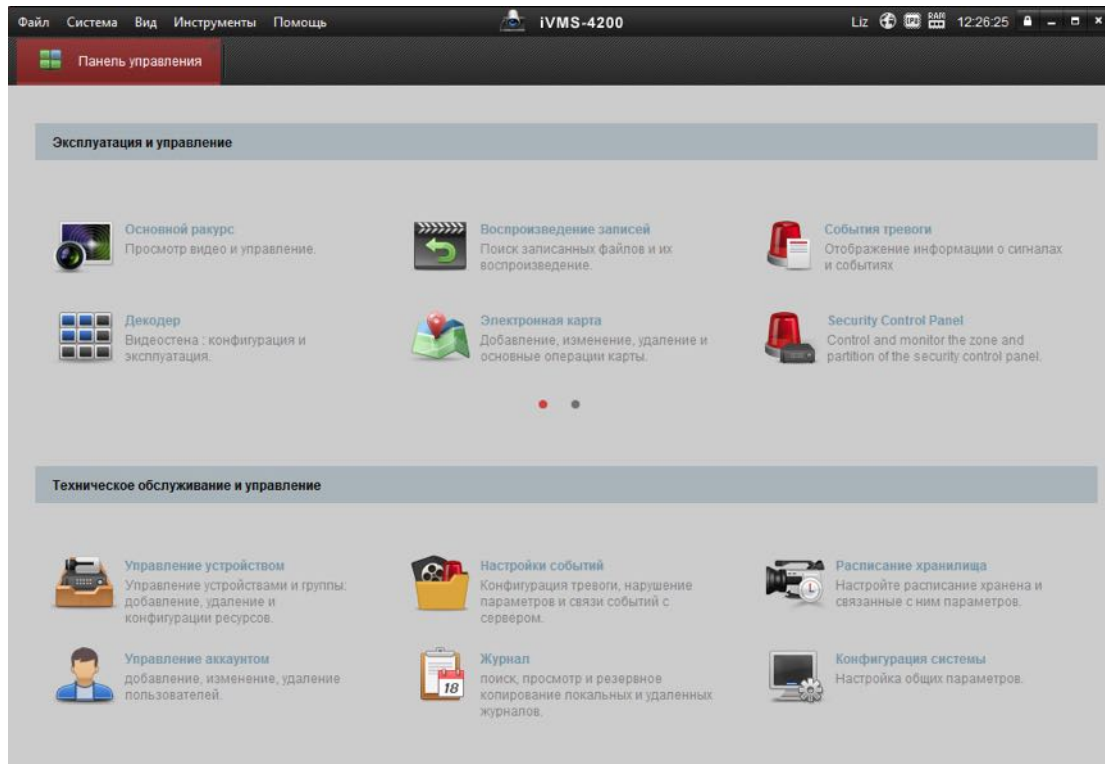 Файл Система Вид Инструменты Помощь iVMS-4200 Liz CPU RAM 12:26:25
Панель управления
Эксплуатация и управление
Основной ракурс
Просмотр видео и управление.
Воспроизведение записей
Поиск записанных файлов и их
воспроизведение.
События тревоги
Отображение информации о сигналах
и событиях
Декодер
Видеостена : конфигурация и
эксплуатация.
Электронная карта
Добавление, изменение, удаление и
основные операции карты.
Security Control Panel
Control and monitor the zone and
partition of the security control panel.
Техническое обслуживание и управление
Управление устройством
Управление устройствами и группы:
добавление, удаление и
конфигурации ресурсов.
Настройки событий
Конфигурация тревоги, нарушение
параметров и связи событий с
сервером.
Расписание хранилища
Настройте расписание хранена и
связанные с ним параметров.
Управление аккаунтом
добавление, изменение, удаление
пользователей.
18
Журнал
поиск, просмотр и резервное
копирование локальных и удаленных
журналов.
Конфигурация системы
Настройка общих параметров.